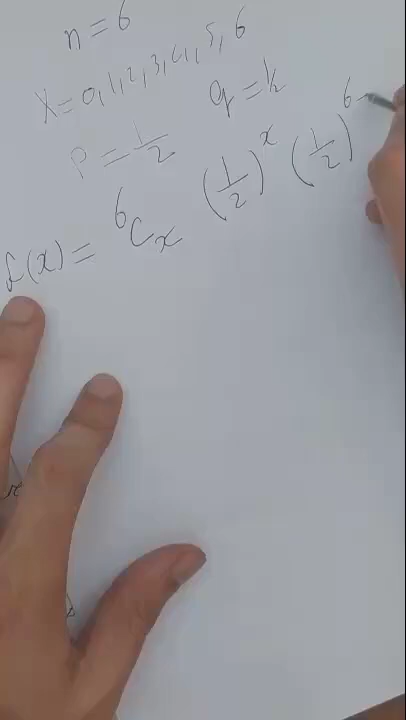 n = 6
X = 0, 1, 2, 3, 4, 5, 6
P = 1/2 q = 1/2
f(x) = ⁶Cₓ (1/2)ˣ (1/2)⁶⁻